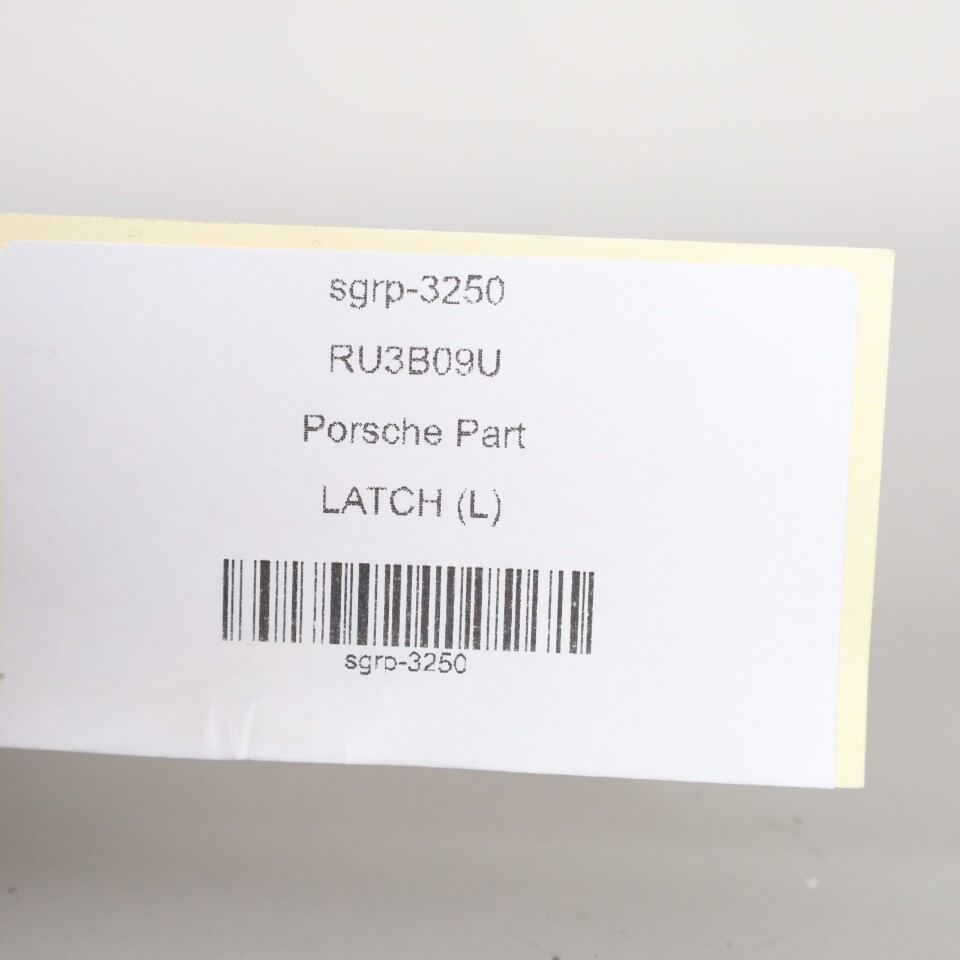 sgrp-3250
RU3B09U
Porsche Part
LATCH (L)
sgrp-3250